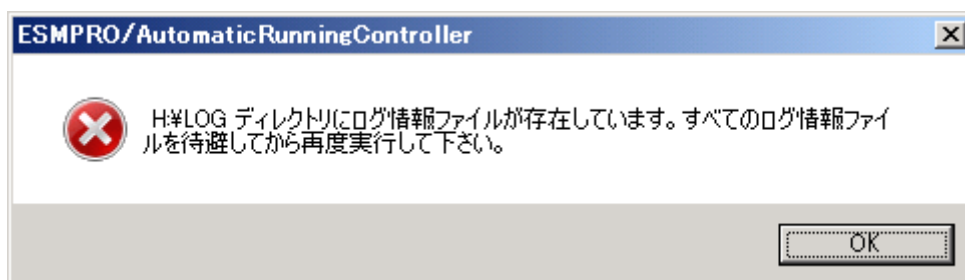 ESMPRO/AutomaticRunningController
H:¥LOG ディレクトリにログ情報ファイルが存在しています。すべてのログ情報ファイ
ルを待避してから再度実行して下さい。
OK